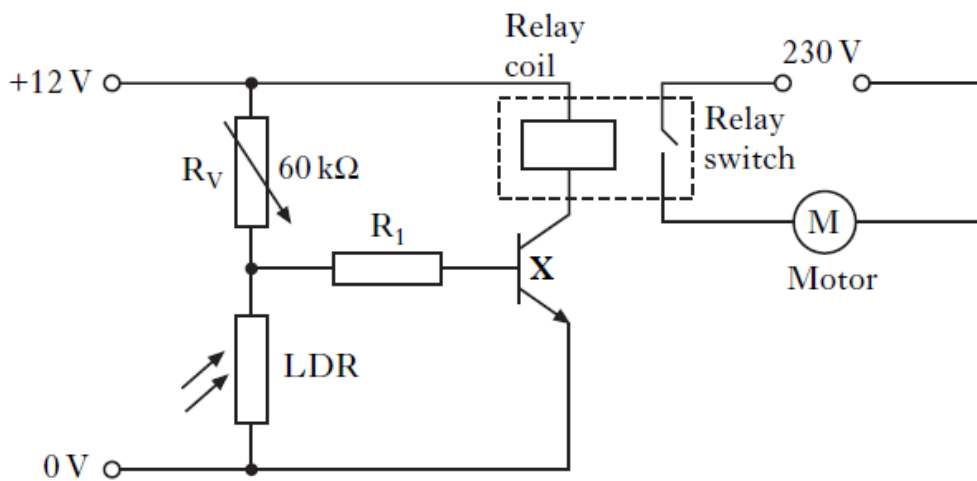 Relay
coil
230 V
+12 V
Relay
switch
R_V
60 kΩ
R_1
X
M
Motor
LDR
0 V